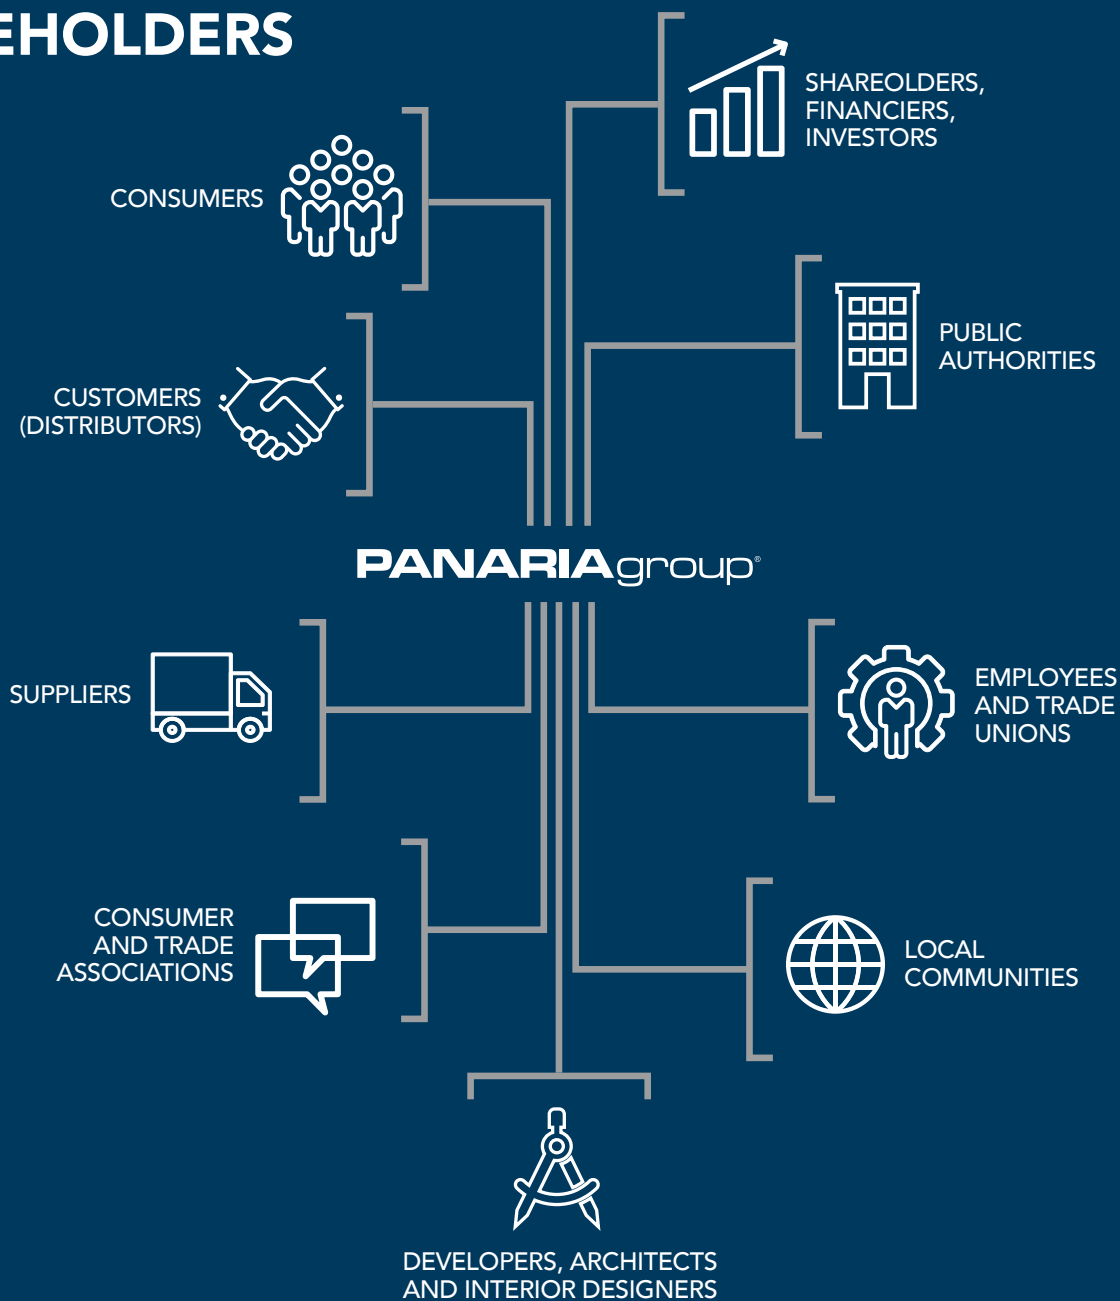 EHOLDERS
SHAREOLDERS,
FINANCIERS,
INVESTORS
CONSUMERS
PUBLIC
AUTHORITIES
CUSTOMERS
(DISTRIBUTORS)
PANARIAgroup®
SUPPLIERS
EMPLOYEES
AND TRADE
UNIONS
CONSUMER
AND TRADE
ASSOCIATIONS
LOCAL
COMMUNITIES
DEVELOPERS, ARCHITECTS
AND INTERIOR DESIGNERS